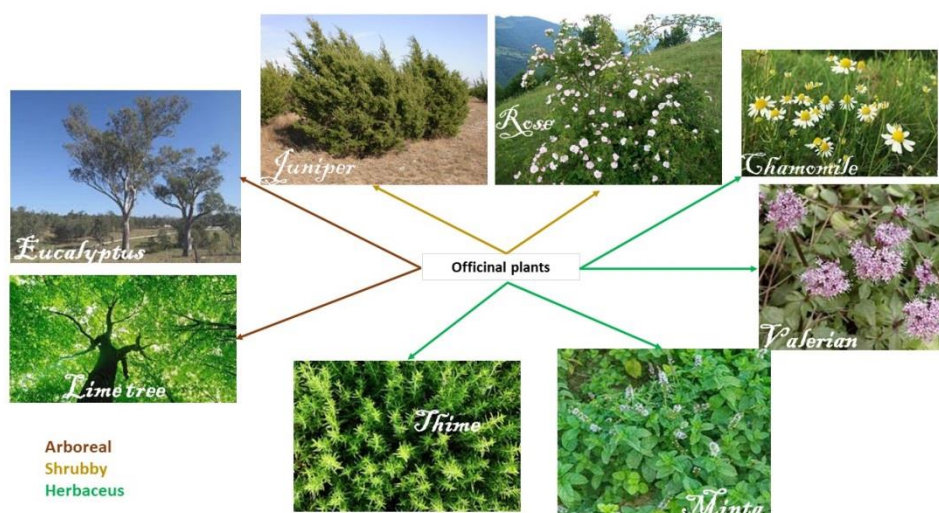 Juniper
Rose
Chamomile
Eucalyptus
Officinal plants
Valerian
Lime tree
Thime
Minta
Arboreal
Shrubby
Herbaceus